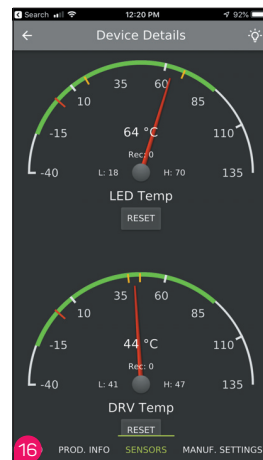 Search 12:20 PM 92%
Device Details
35 60
10 85
-15 110
64 °C
Rec: 0
-40 L: 18 H: 70 135
LED Temp
RESET
35 60
10 85
-15 110
44 °C
Rec: 0
-40 L: 41 H: 47 135
DRV Temp
RESET
16 PROD. INFO SENSORS MANUF. SETTINGS